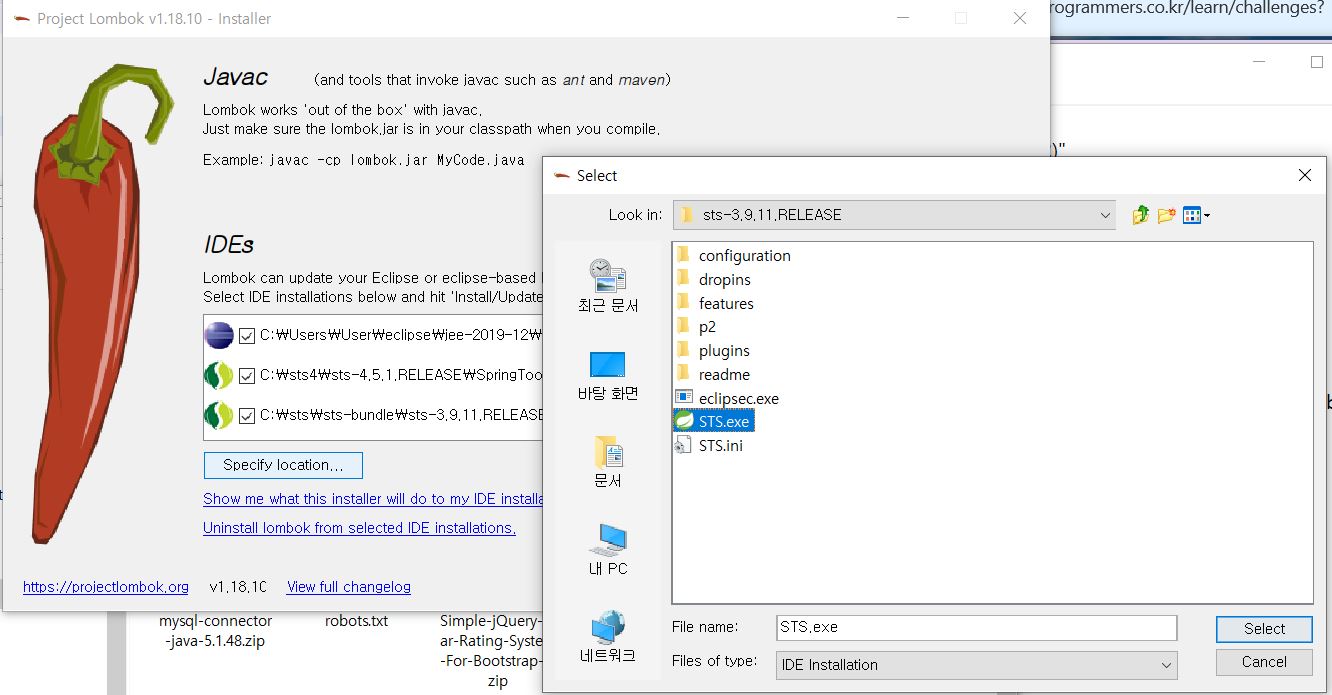 Project Lombok v1.18.10 - Installer
rogrammers.co.kr/learn/challenges?
Javac (and tools that invoke javac such as ant and maven)
Lombok works 'out of the box' with javac.
Just make sure the lombok.jar is in your classpath when you compile.
Example: javac -cp lombok.jar MyCode.java
)"
IDEs
Lombok can update your Eclipse or eclipse-based
Select IDE installations below and hit 'Install/Update
C:₩Users₩User₩eclipse₩jee-2019-12₩
C:₩sts4₩sts-4.5.1.RELEASE₩SpringToo
C:₩sts₩sts-bundle₩sts-3.9.11.RELEASE
Specify location...
Show me what this installer will do to my IDE installa
Uninstall lombok from selected IDE installations.
https://projectlombok.org v1.18.10 View full changelog
Select
Look in: sts-3.9.11.RELEASE
최근 문서
바탕 화면
문서
내 PC
네트워크
configuration
dropins
features
p2
plugins
readme
eclipsec.exe
STS.exe
STS.ini
File name: STS.exe
Select
Files of type: IDE Installation
Cancel
mysql-connector
-java-5.1.48.zip
robots.txt
Simple-jQuery-
ar-Rating-Syste
-For-Bootstrap-
zip